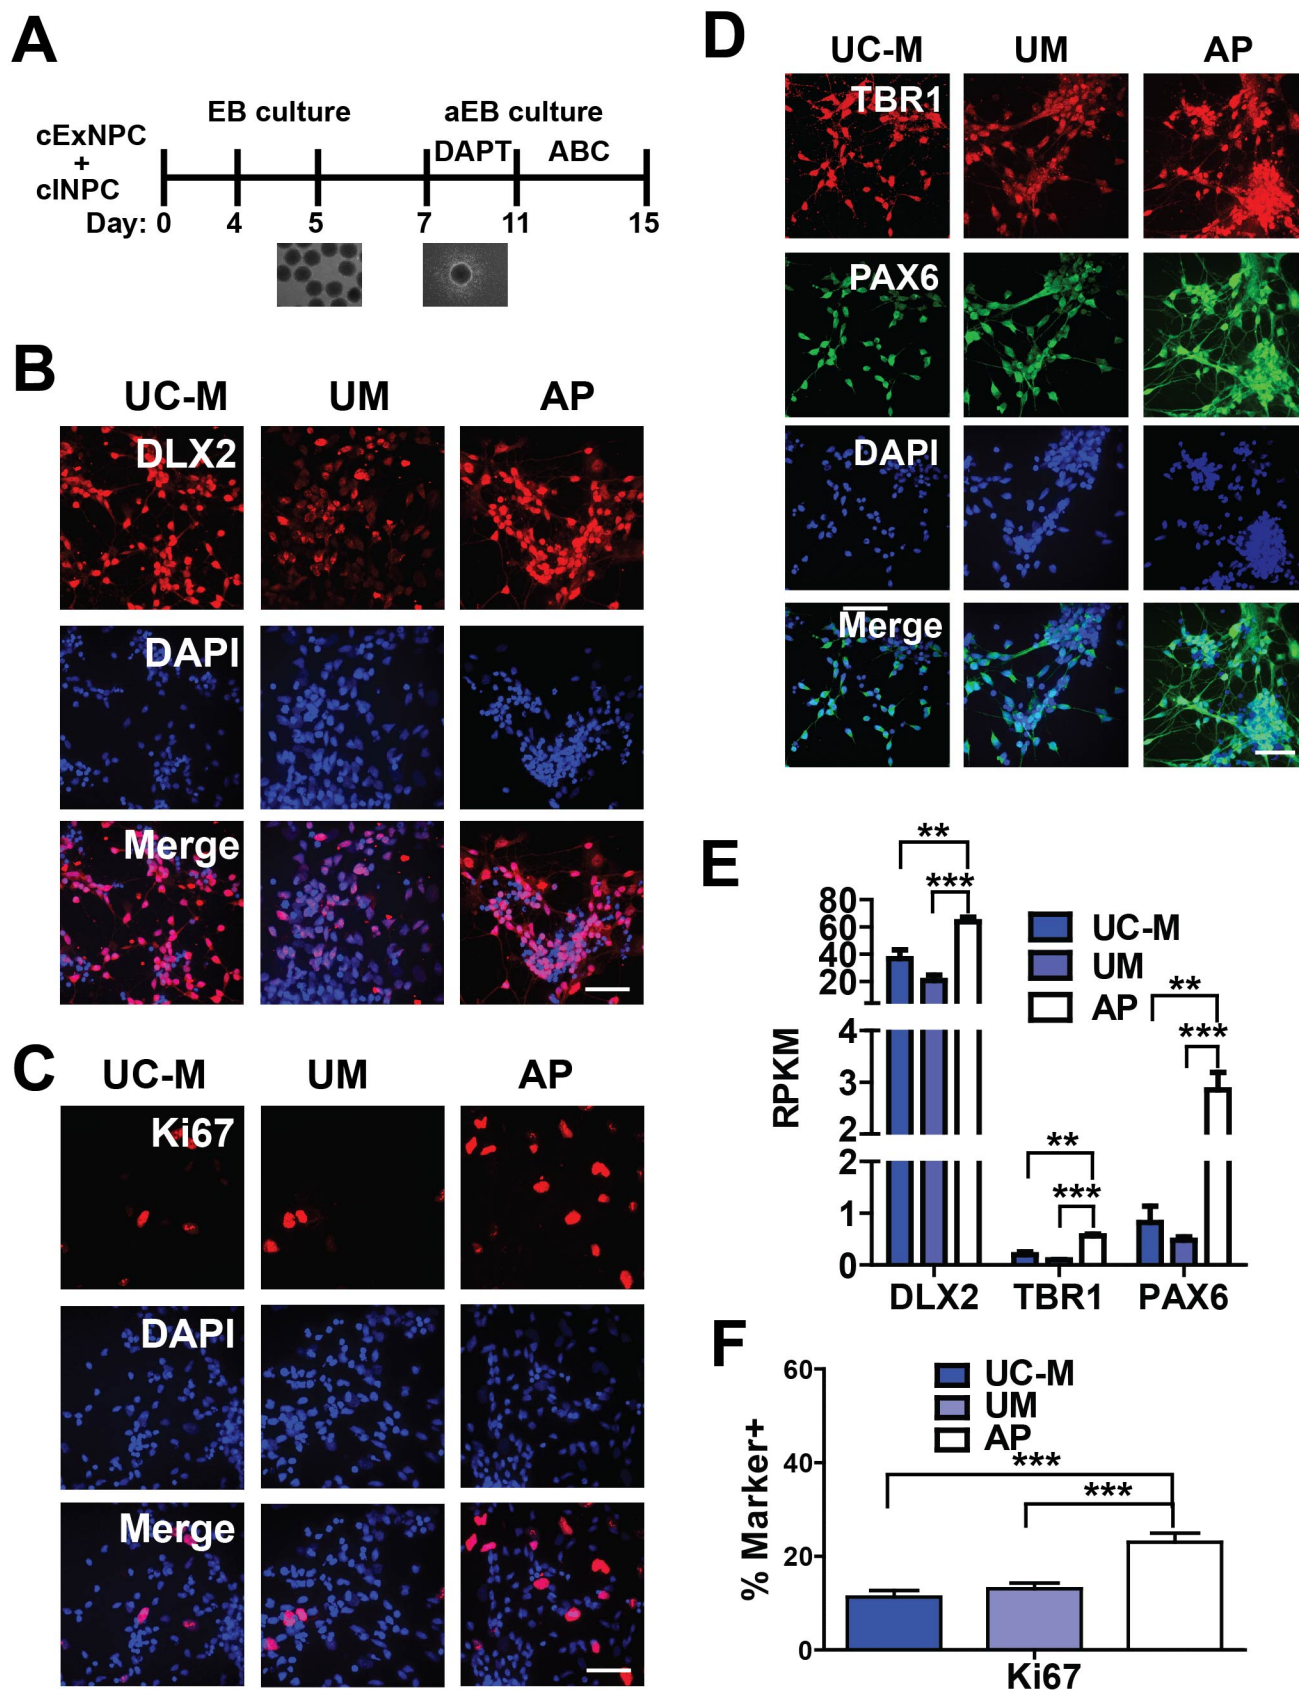 A
EB culture
aEB culture
cExNPC
+
cINPC
DAPT
ABC
Day: 0 4 5 7 11 15
B
UC-M UM AP
DLX2
DAPI
Merge
C
UC-M UM AP
Ki67
DAPI
Merge
D
UC-M UM AP
TBR1
PAX6
DAPI
Merge
E
**
***
80
60
40
20
4
3
2
2
1
0
RPKM
UC-M
UM
AP
**
***
**
***
DLX2 TBR1 PAX6
F
60
40
20
0
% Marker+
UC-M
UM
AP
***
***
Ki67